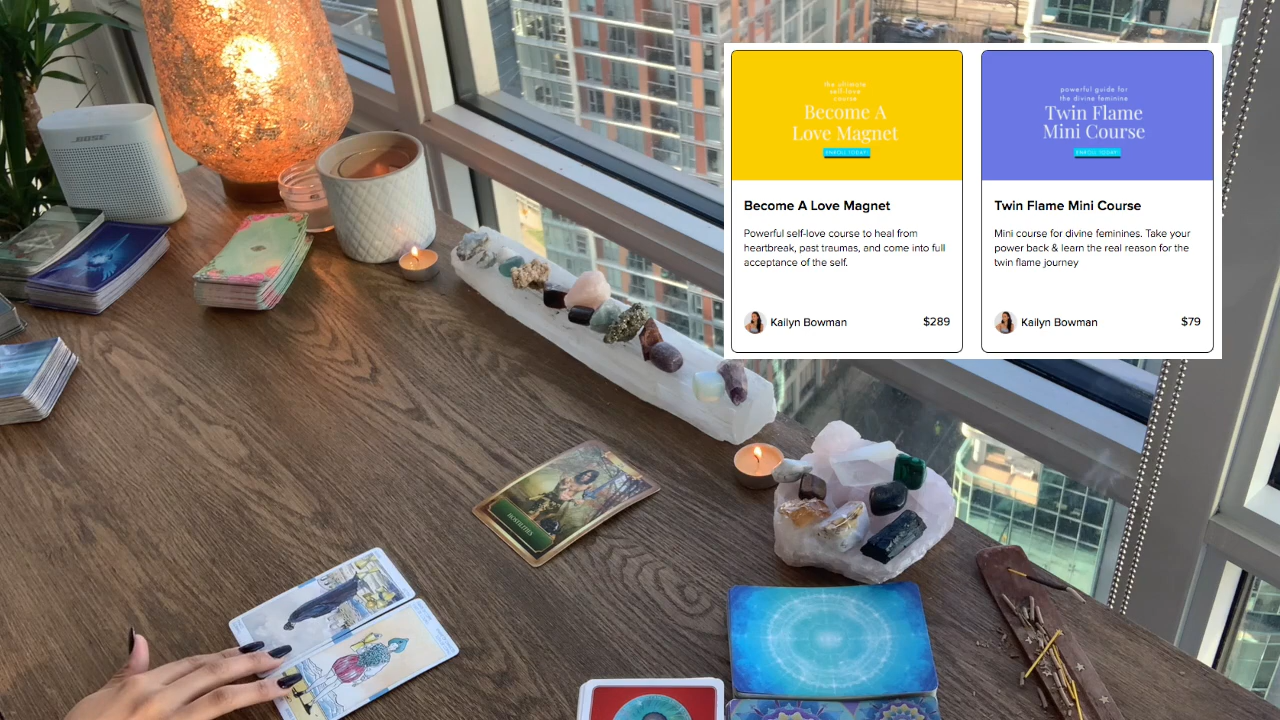 BOSE
the ultimate
self-love
course
Become A
Love Magnet
ENROLL TODAY!
Become A Love Magnet
Powerful self-love course to heal from
heartbreak, past traumas, and come into full
acceptance of the self.
Kailyn Bowman
$289
powerful guide for
the divine feminine
Twin Flame
Mini Course
ENROLL TODAY!
Twin Flame Mini Course
Mini course for divine feminines. Take your
power back & learn the real reason for the
twin flame journey
Kailyn Bowman
$79
HOSTILITIES